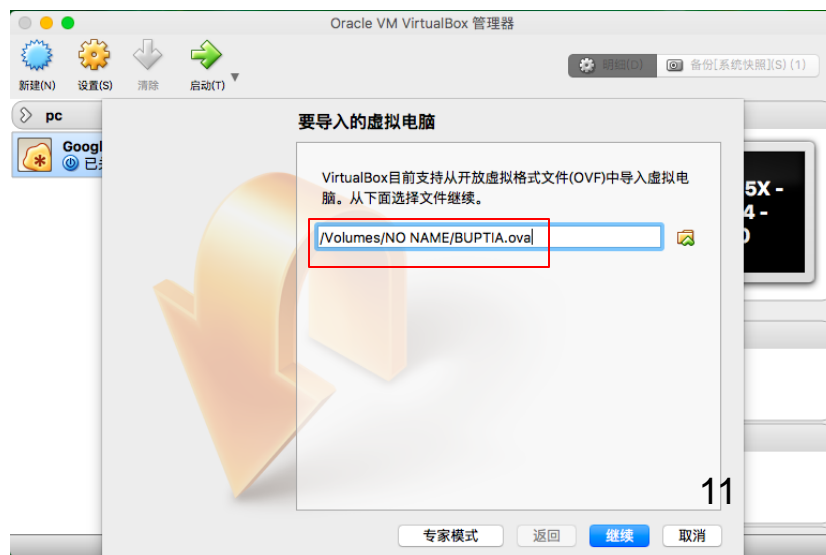 Oracle VM VirtualBox 管理器
新建(N) 设置(S) 清除 启动(T) 明细(D) 备份[系统快照](S) (1)
pc
要导入的虚拟电脑
Googl
已
VirtualBox目前支持从开放虚拟格式文件(OVF)中导入虚拟电
脑。从下面选择文件继续。
5X -
4 -
/Volumes/NO NAME/BUPTIA.ova
11
专家模式 返回 继续 取消